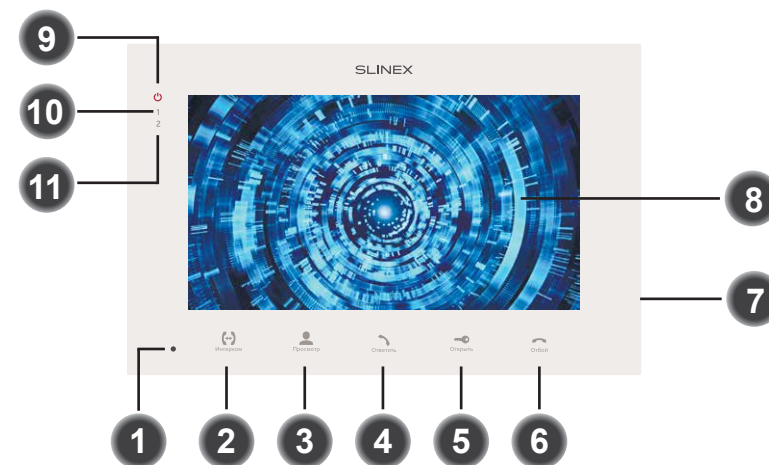 9
SLINEX
10
1
2
11
8
7
Интерком
Просмотр
Ответить
Открыть
Отбой
1
2
3
4
5
6